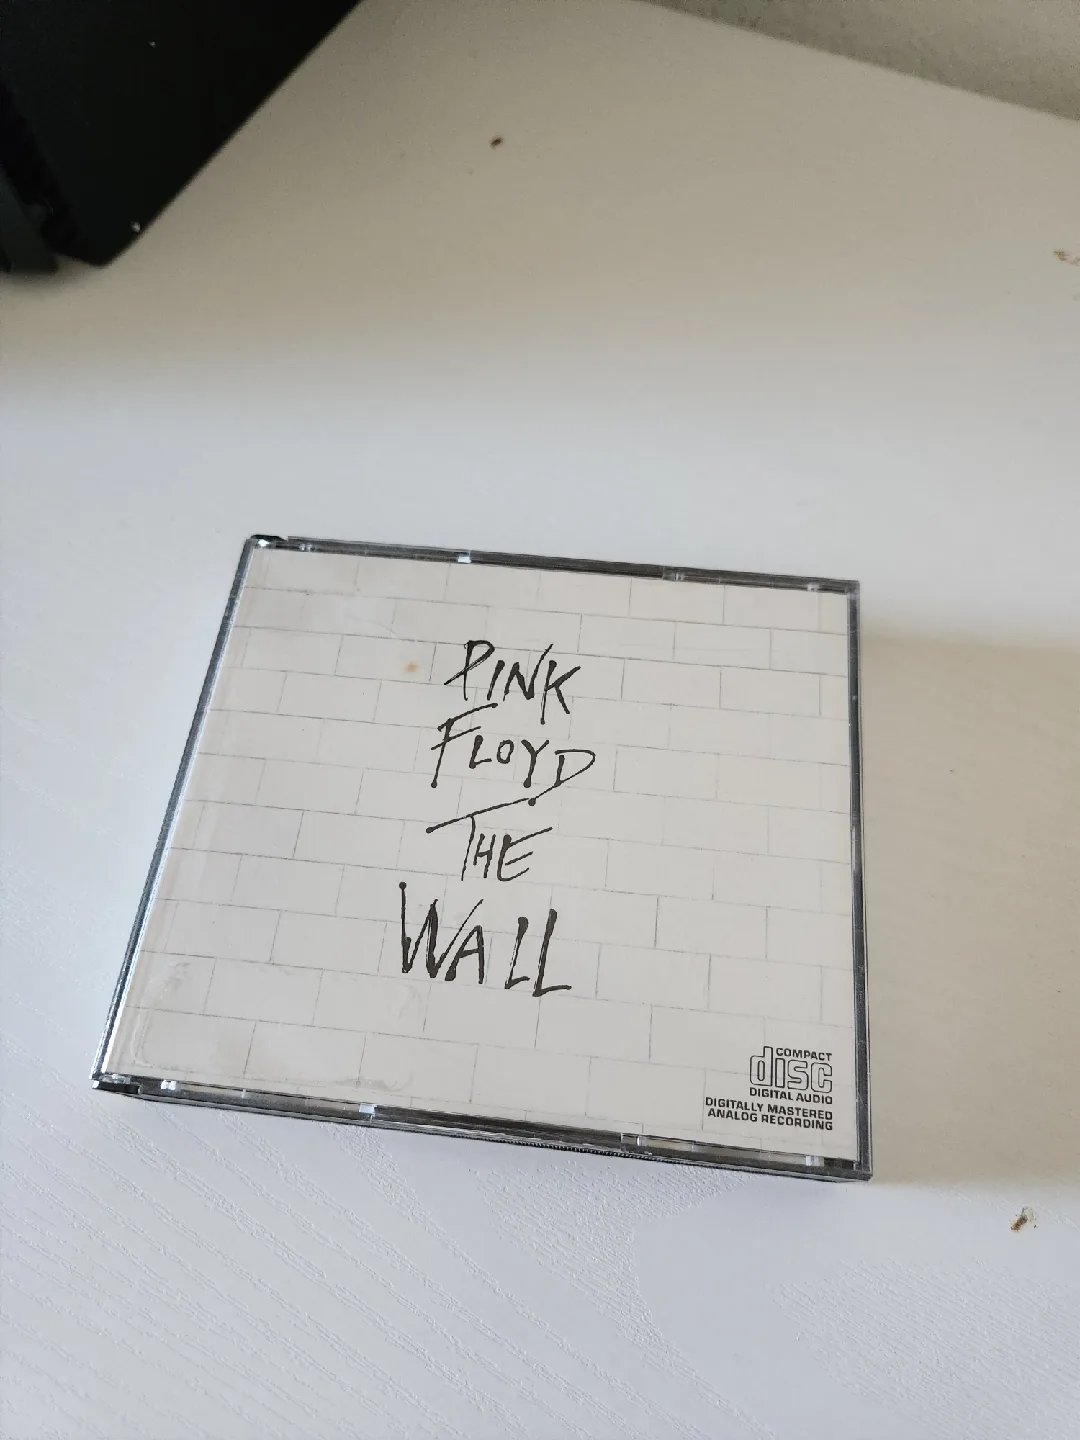 PINK
FLOYD
THE
WALL
COMPACT
disc
DIGITAL AUDIO
DIGITALLY MASTERED
ANALOG RECORDING